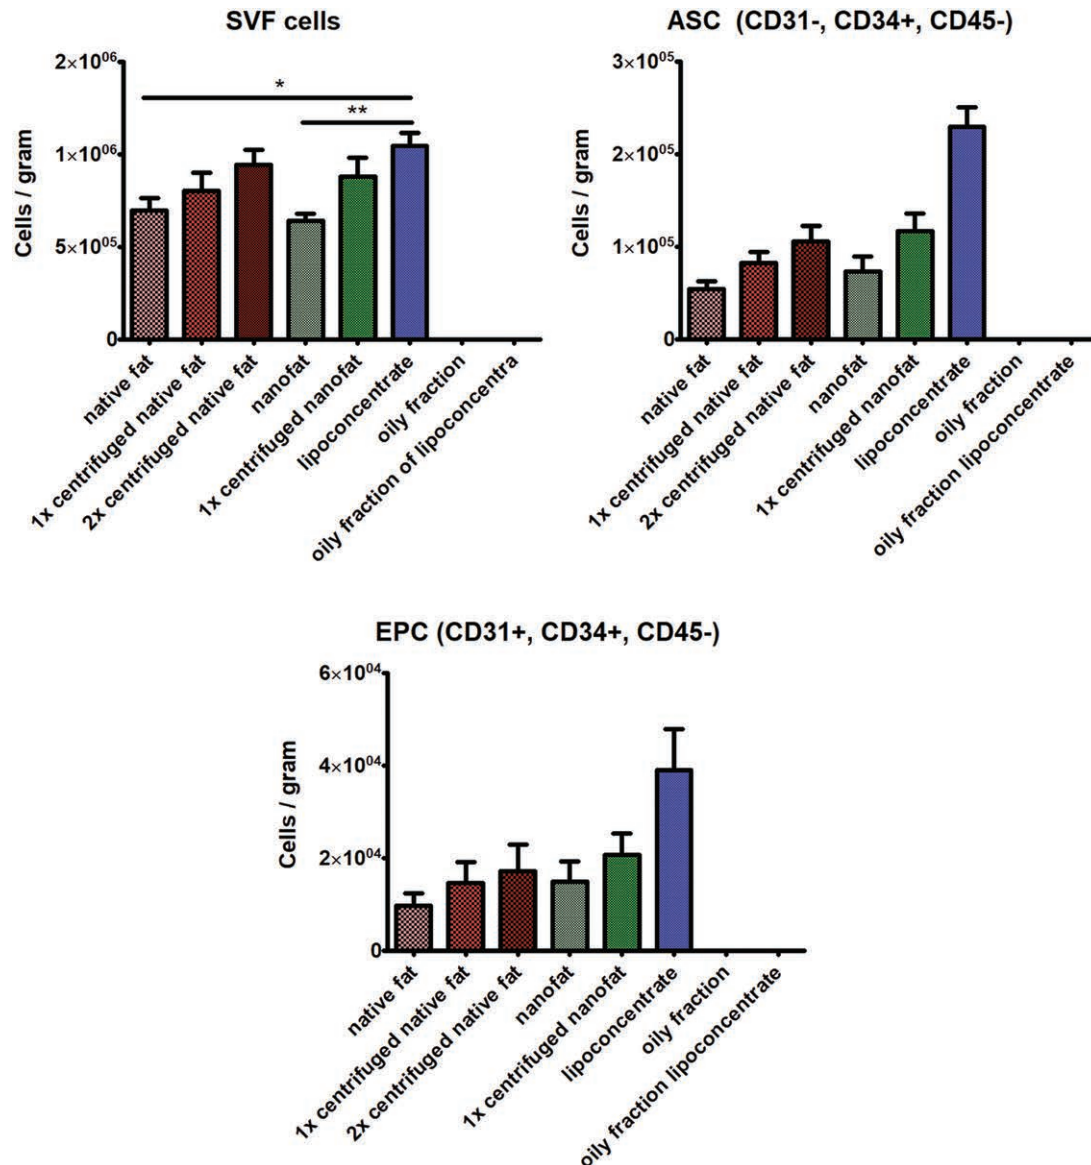 SVF cells
2×10⁰⁶
1×10⁰⁶
5×10⁰⁵
0
Cells / gram
*
**
native fat
1x centrifuged native fat
2x centrifuged native fat
nanofat
1x centrifuged nanofat
lipoconcentrate
oily fraction
oily fraction of lipoconcentra
ASC (CD31-, CD34+, CD45-)
3×10⁰⁵
2×10⁰⁵
1×10⁰⁵
0
Cells / gram
native fat
1x centrifuged native fat
2x centrifuged native fat
nanofat
1x centrifuged nanofat
lipoconcentrate
oily fraction
oily fraction lipoconcentrate
EPC (CD31+, CD34+, CD45-)
6×10⁰⁴
4×10⁰⁴
2×10⁰⁴
0
Cells / gram
native fat
1x centrifuged native fat
2x centrifuged native fat
nanofat
1x centrifuged nanofat
lipoconcentrate
oily fraction
oily fraction lipoconcentrate